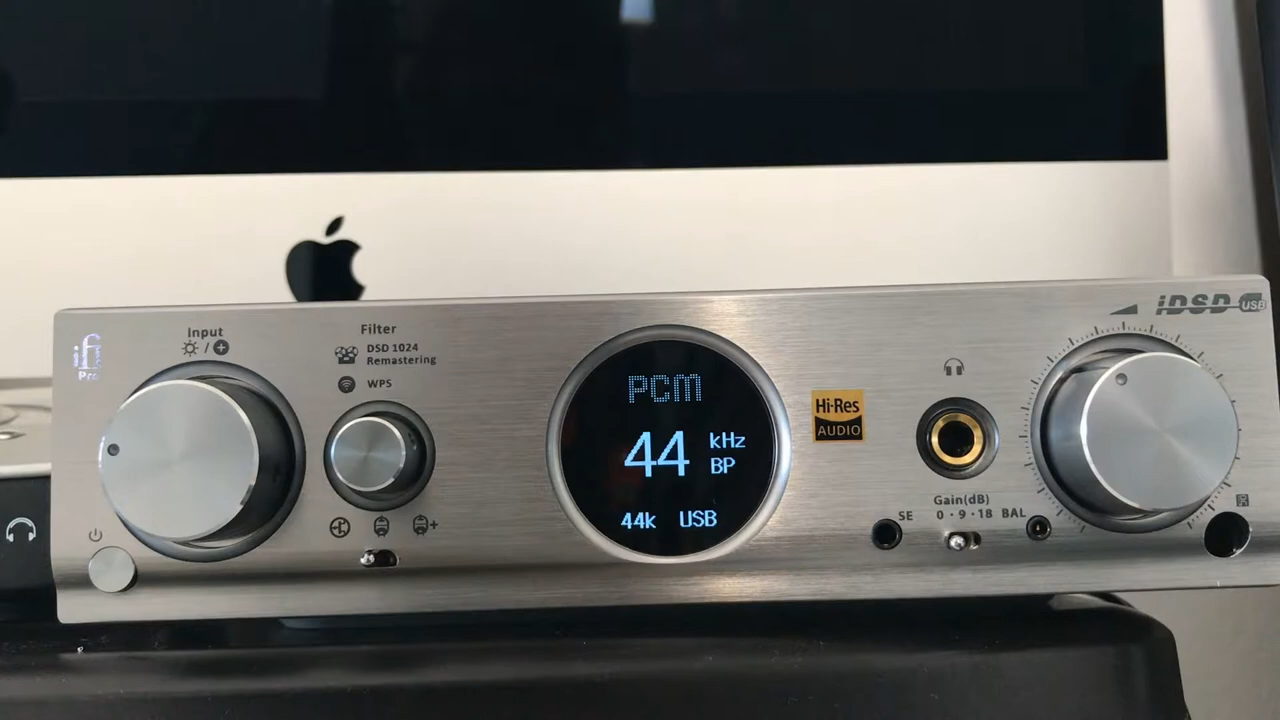 ifi
Pro
Input
Filter
DSD 1024
Remastering
WPS
PCM
44 kHz
BP
44k USB
Hi-Res
AUDIO
iDSD USB
Gain(dB)
SE 0 • 9 • 18 BAL